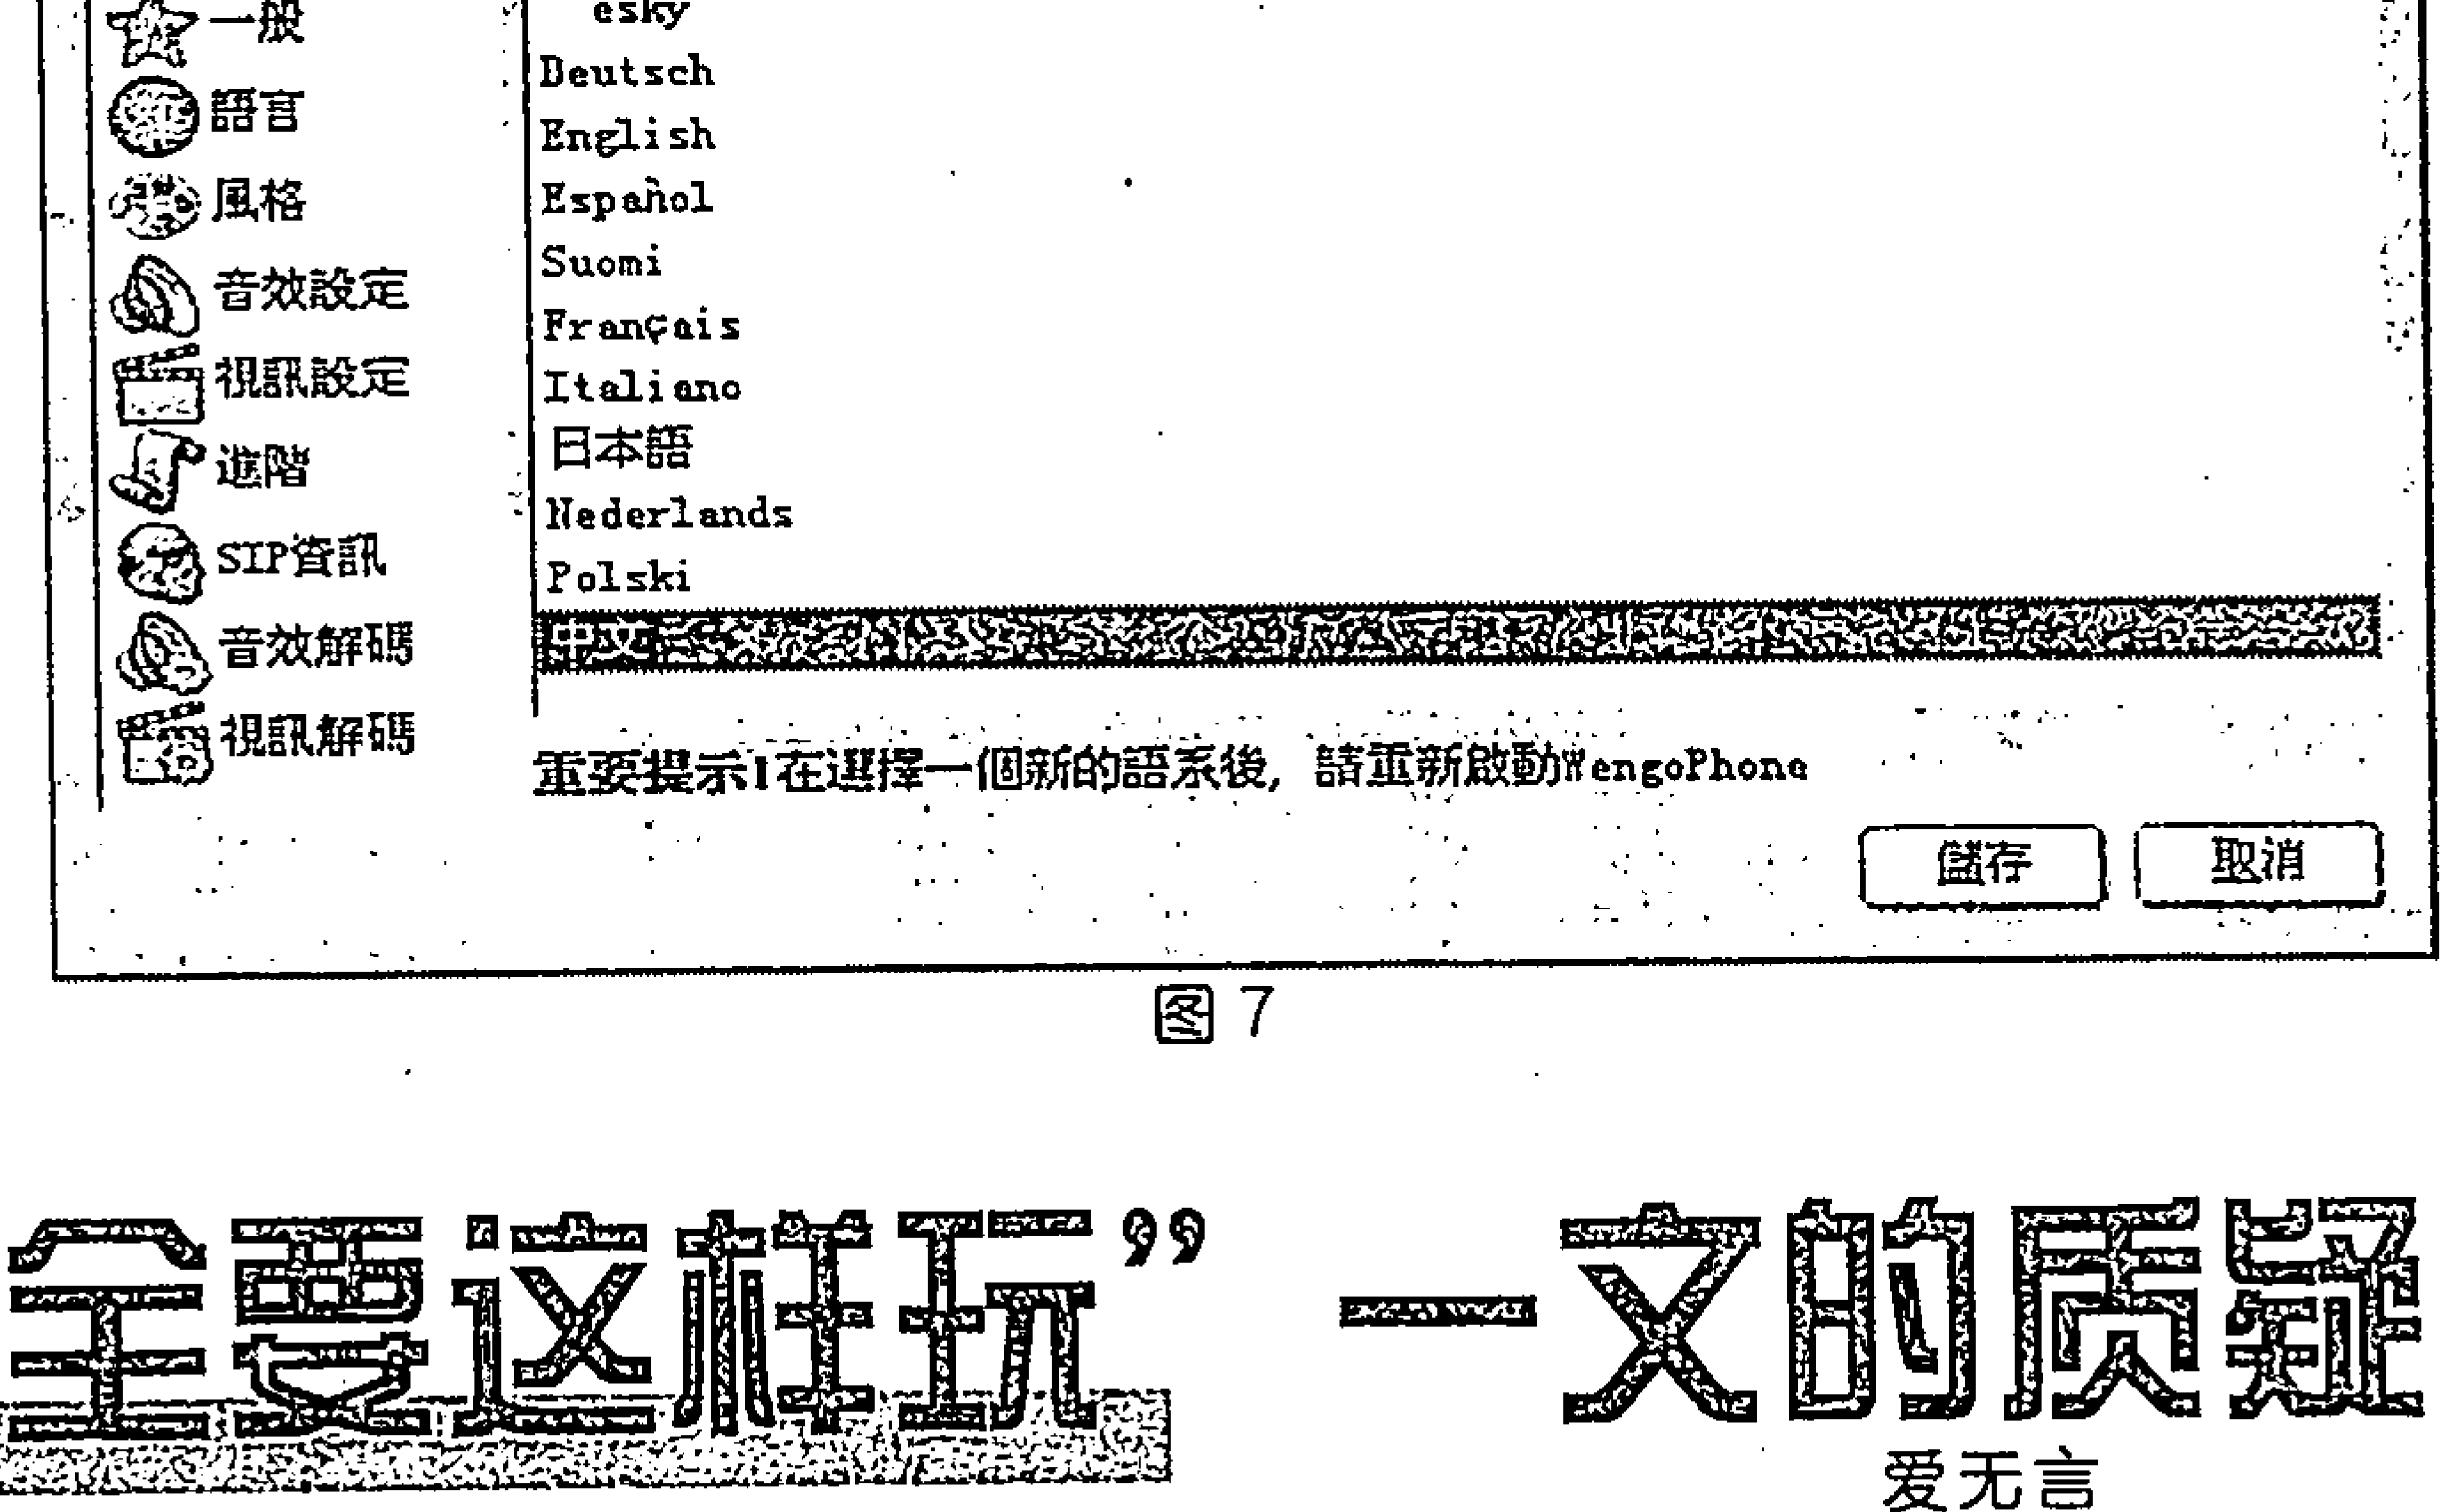 一般
語言
風格
音效設定
視訊設定
進階
SIP資訊
音效解碼
視訊解碼
esky
Deutsch
English
Español
Suomi
Français
Italiano
日本語
Nederlands
Polski
中文
重要提示!在選擇一個新的語系後, 請重新啟動WengoPhone
儲存
取消
图 7
全要这样玩” 一文的质疑
爱无言